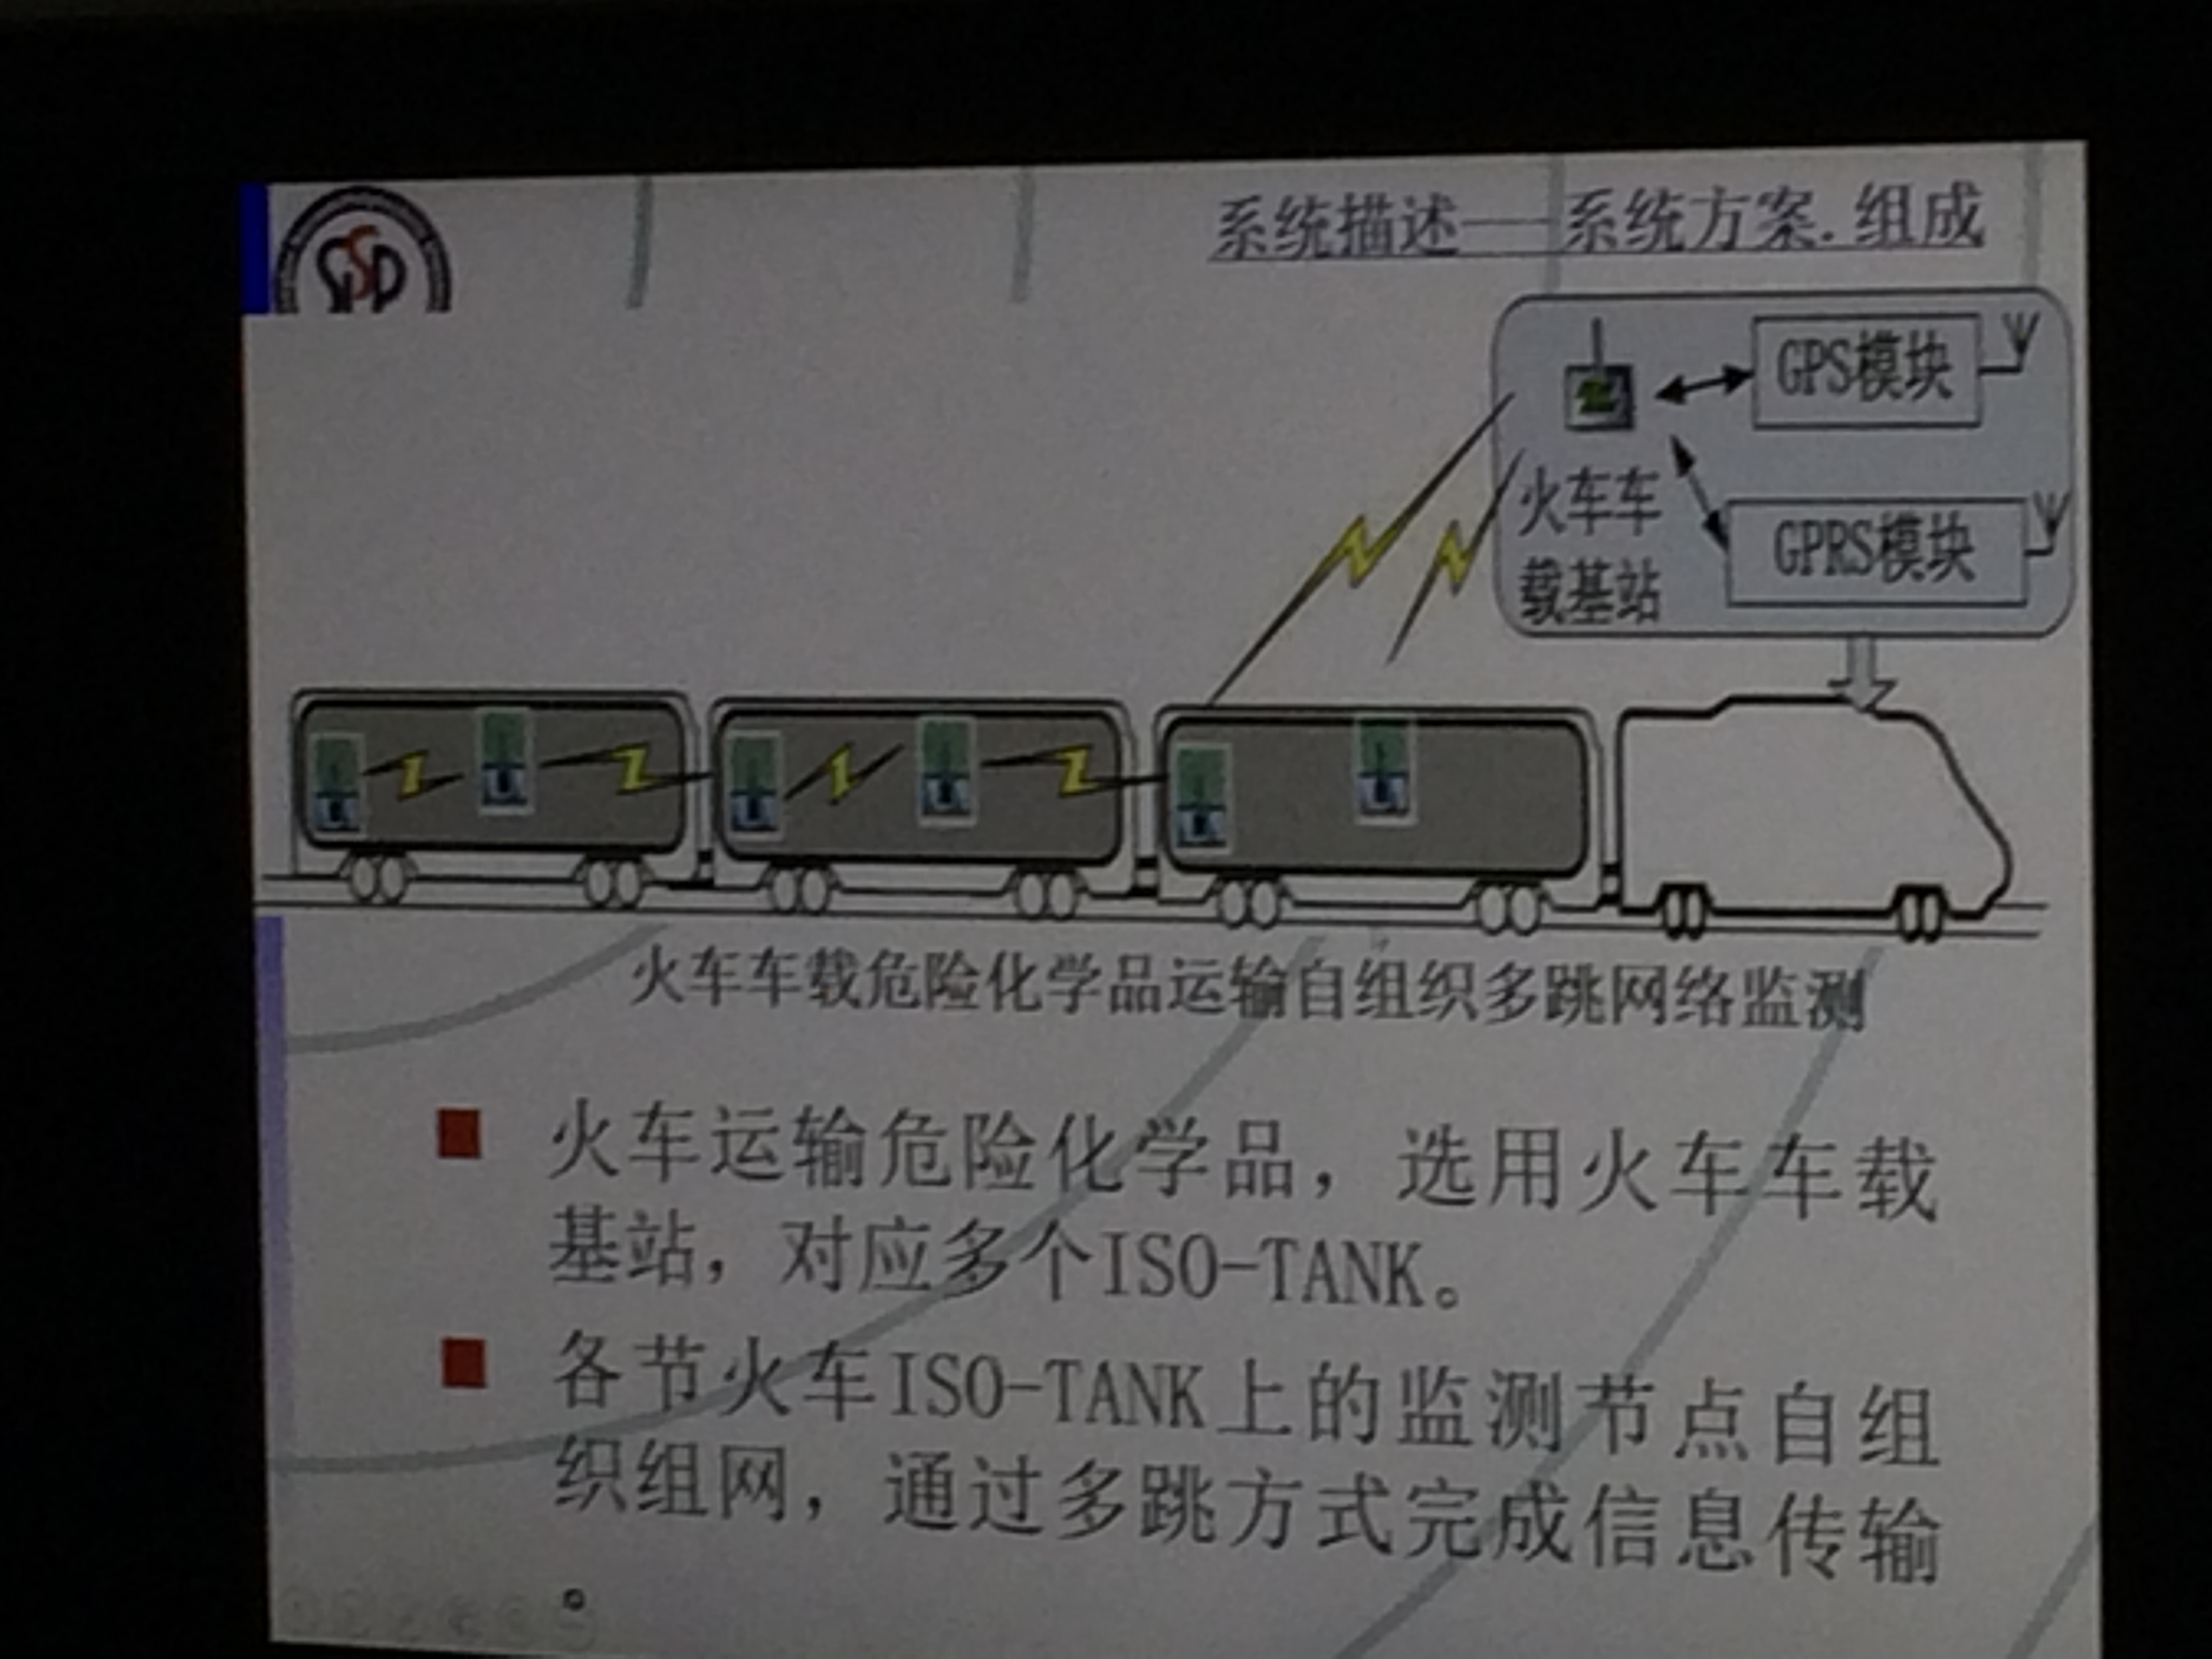 系统描述——系统方案.组成
GPS模块
火车车
载基站
GPRS模块
火车车载危险化学品运输自组织多跳网络监测
火车运输危险化学品，选用火车车载
基站，对应多个ISO-TANK。
各节火车ISO-TANK上的监测节点自组
织组网，通过多跳方式完成信息传输
。